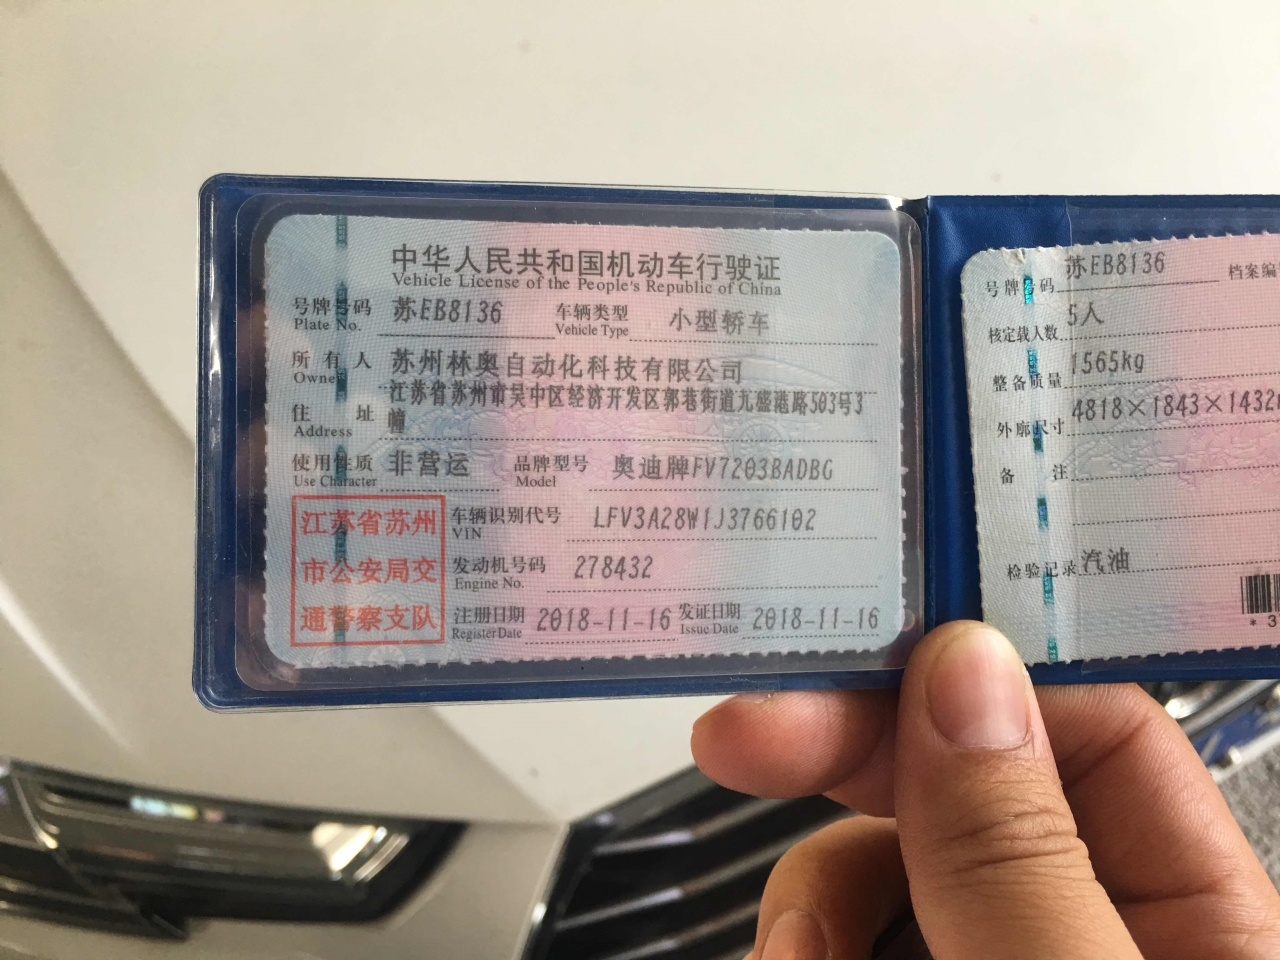 中华人民共和国机动车行驶证
Vehicle License of the People's Republic of China
号牌号码 苏EB8136 车辆类型 小型轿车
Plate No. Vehicle Type
所有人 苏州林奥自动化科技有限公司
Owner
住址 江苏省苏州市吴中区经济开发区郭巷街道九盛港路503号3
Address 幢
使用性质 非营运 品牌型号 奥迪牌FV7203BADBG
Use Character Model
江苏省苏州
市公安局交
通警察支队
车辆识别代号 LFV3A28W1J3766102
VIN
发动机号码 278432
Engine No.
注册日期 2018-11-16 发证日期 2018-11-16
Register Date Issue Date
号牌号码 苏EB8136 档案编
核定载人数 5人
整备质量 1565kg
外廓尺寸 4818×1843×1432
备注
检验记录 汽油
* 3